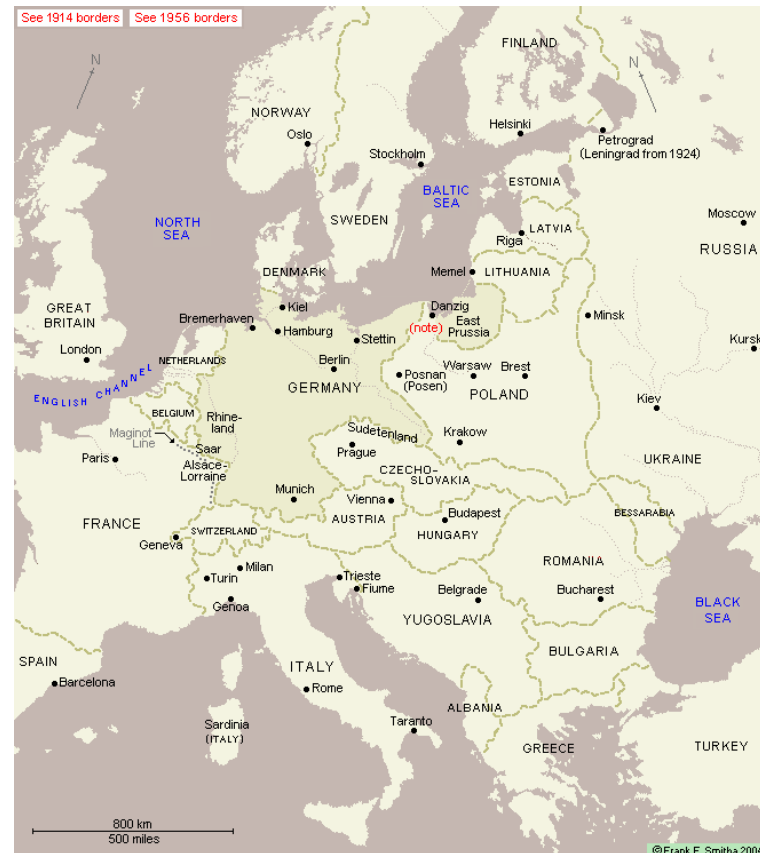 See 1914 borders
See 1956 borders
FINLAND
N
N
NORWAY
Oslo
Helsinki
Petrograd
(Leningrad from 1924)
Stockholm
ESTONIA
BALTIC
SEA
NORTH
SEA
SWEDEN
Moscow
LATVIA
Riga
RUSSIA
DENMARK
Memel
LITHUANIA
GREAT
BRITAIN
Kiel
Danzig
(note)
East
Prussia
Minsk
Bremerhaven
Hamburg
Stettin
Kursk
London
NETHERLANDS
Berlin
GERMANY
Posnan
(Posen)
Warsaw
Brest
POLAND
ENGLISH CHANNEL
Kiev
BELGIUM
Rhine-
land
Maginot
Line
Sudetenland
Prague
Krakow
Paris
Saar
Alsace-
Lorraine
CZECHO-
SLOVAKIA
UKRAINE
Munich
Vienna
AUSTRIA
Budapest
HUNGARY
BESSARABIA
FRANCE
SWITZERLAND
Geneva
ROMANIA
Milan
Turin
Trieste
Fiume
Belgrade
Bucharest
Genoa
YUGOSLAVIA
BLACK
SEA
BULGARIA
SPAIN
Barcelona
ITALY
Rome
ALBANIA
Sardinia
(ITALY)
Taranto
GREECE
TURKEY
800 km
500 miles
©Frank E. Smitha 2004